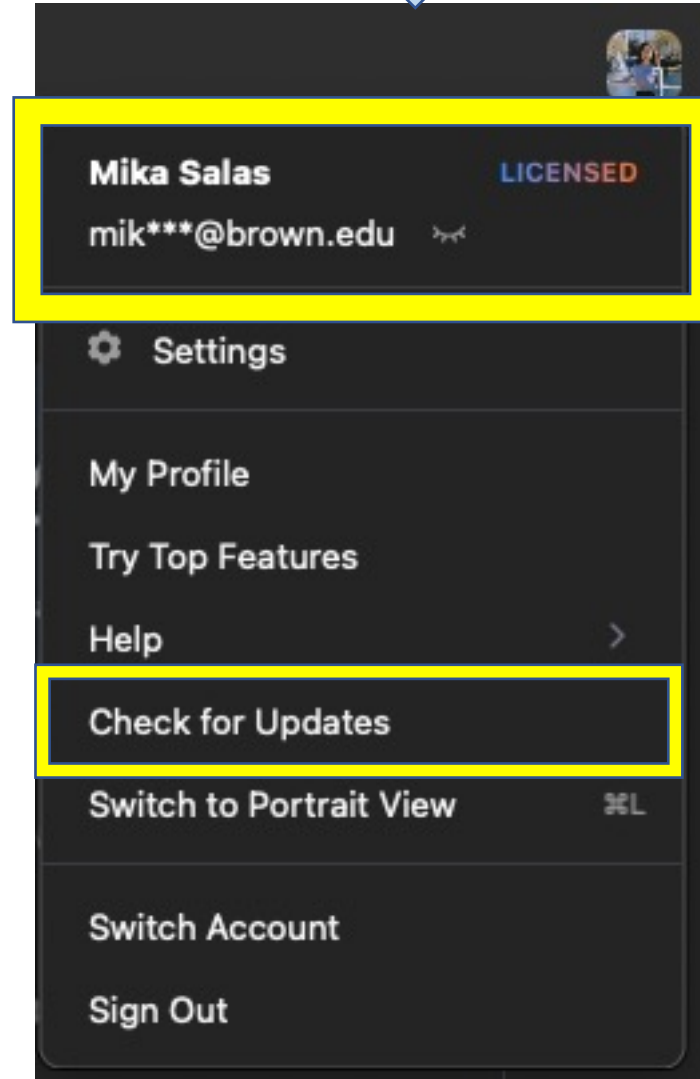 Mika Salas LICENSED
mik***@brown.edu
Settings
My Profile
Try Top Features
Help
Check for Updates
Switch to Portrait View ⌘L
Switch Account
Sign Out